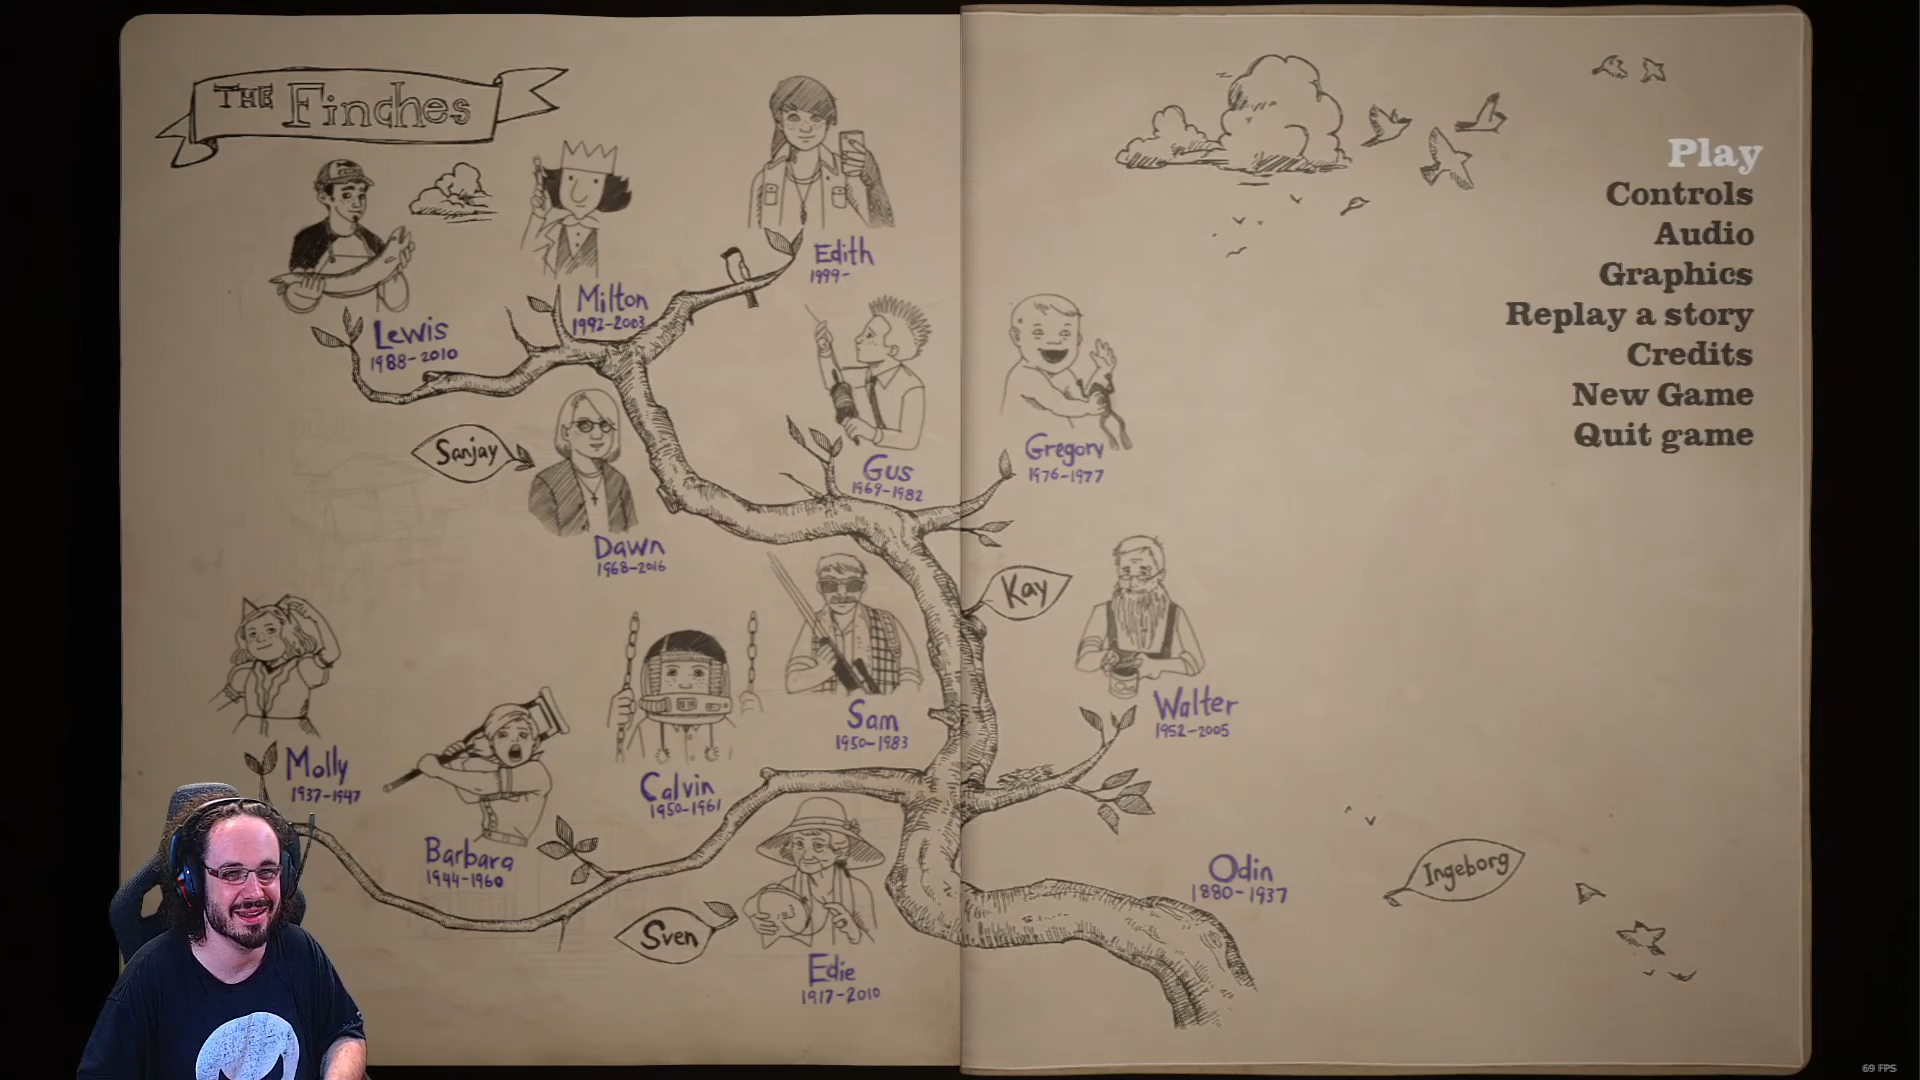 THE Finches
Edith
1999-
Milton
1992-2003
Lewis
1988-2010
Sanjay
Dawn
1968-2016
Gus
1969-1982
Gregory
1976-1977
Kay
Sam
1950-1983
Walter
1952-2005
Molly
1937-1947
Barbara
1944-1960
Calvin
1950-1961
Sven
Edie
1917-2010
Odin
1880-1937
Ingeborg
Play
Controls
Audio
Graphics
Replay a story
Credits
New Game
Quit game
69 FPS